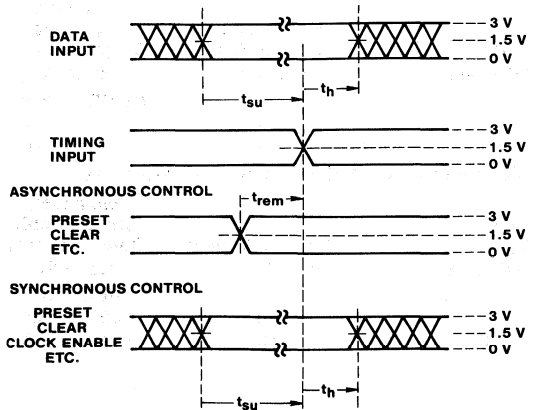 DATA
INPUT
3 V
1.5 V
0 V
tsu
th
TIMING
INPUT
3 V
1.5 V
0 V
ASYNCHRONOUS CONTROL
trem
PRESET
CLEAR
ETC.
3 V
1.5 V
0 V
SYNCHRONOUS CONTROL
PRESET
CLEAR
CLOCK ENABLE
ETC.
3 V
1.5 V
0 V
tsu
th